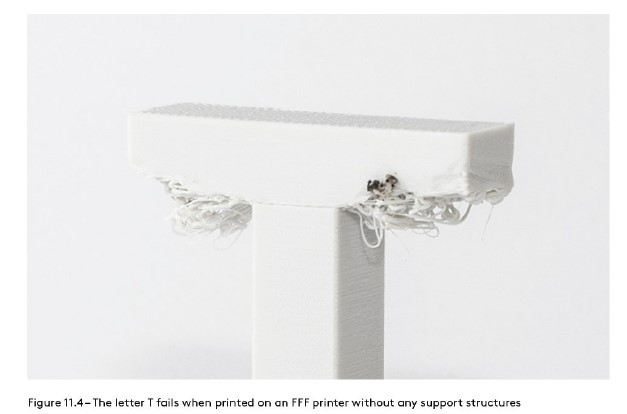 Figure 11.4–The letter T fails when printed on an FFF printer without any support structures